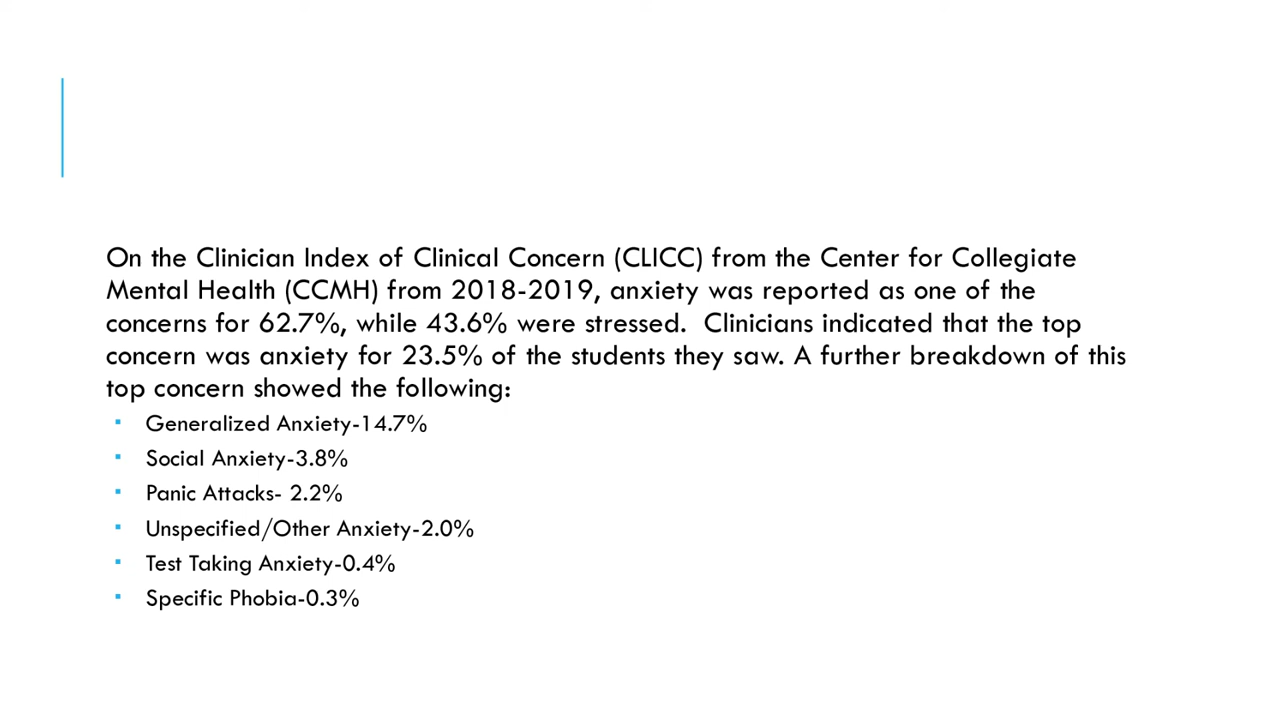 On the Clinician Index of Clinical Concern (CLICC) from the Center for Collegiate
Mental Health (CCMH) from 2018-2019, anxiety was reported as one of the
concerns for 62.7%, while 43.6% were stressed.  Clinicians indicated that the top
concern was anxiety for 23.5% of the students they saw. A further breakdown of this
top concern showed the following:
▪ Generalized Anxiety-14.7%
▪ Social Anxiety-3.8%
▪ Panic Attacks- 2.2%
▪ Unspecified/Other Anxiety-2.0%
▪ Test Taking Anxiety-0.4%
▪ Specific Phobia-0.3%